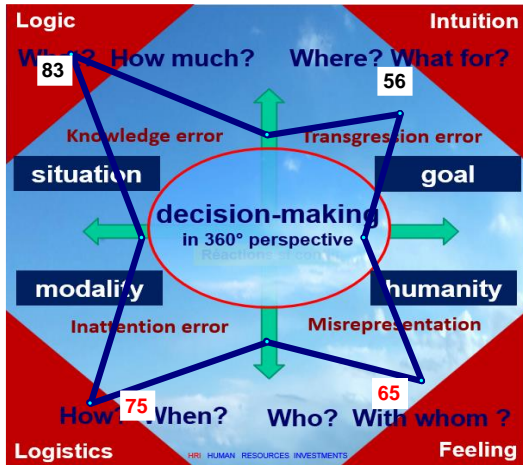 Logic
Intuition
What? How much?
Where? What for?
83
56
Knowledge error
Transgression error
situation
goal
decision-making
in 360° perspective
modality
humanity
Inattention error
Misrepresentation
75
65
How? When?
Who? With whom ?
Logistics
HRI HUMAN RESOURCES INVESTMENTS
Feeling